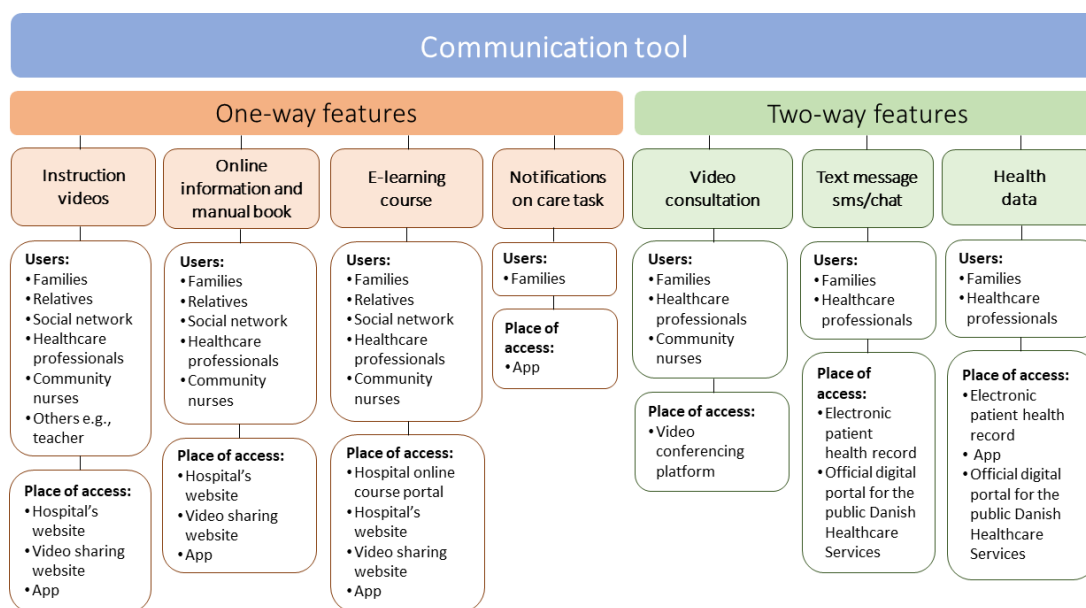 Communication tool
One-way features
Two-way features
Instruction
videos
Users:
•Families
•Relatives
•Social network
•Healthcare
professionals
•Community
nurses
•Others e.g.,
teacher
Place of access:
•Hospital's
website
•Video sharing
website
•App
Online
information and
manual book
Users:
•Families
•Relatives
•Social network
•Healthcare
professionals
•Community
nurses
Place of access:
•Hospital's
website
•Video sharing
website
•App
E-learning
course
Users:
•Families
•Relatives
•Social network
•Healthcare
professionals
•Community
nurses
Place of access:
•Hospital online
course portal
•Hospital's
website
•Video sharing
website
•App
Notifications
on care task
Users:
•Families
Place of
access:
•App
Video
consultation
Users:
•Families
•Healthcare
professionals
•Community
nurses
Place of access:
•Video
conferencing
platform
Text message
sms/chat
Users:
•Families
•Healthcare
professionals
Place of
access:
•Electronic
patient
health record
•Official digital
portal for the
public Danish
Healthcare
Services
Health
data
Users:
•Families
•Healthcare
professionals
Place of access:
•Electronic
patient health
record
• App
•Official digital
portal for the
public Danish
Healthcare
Services